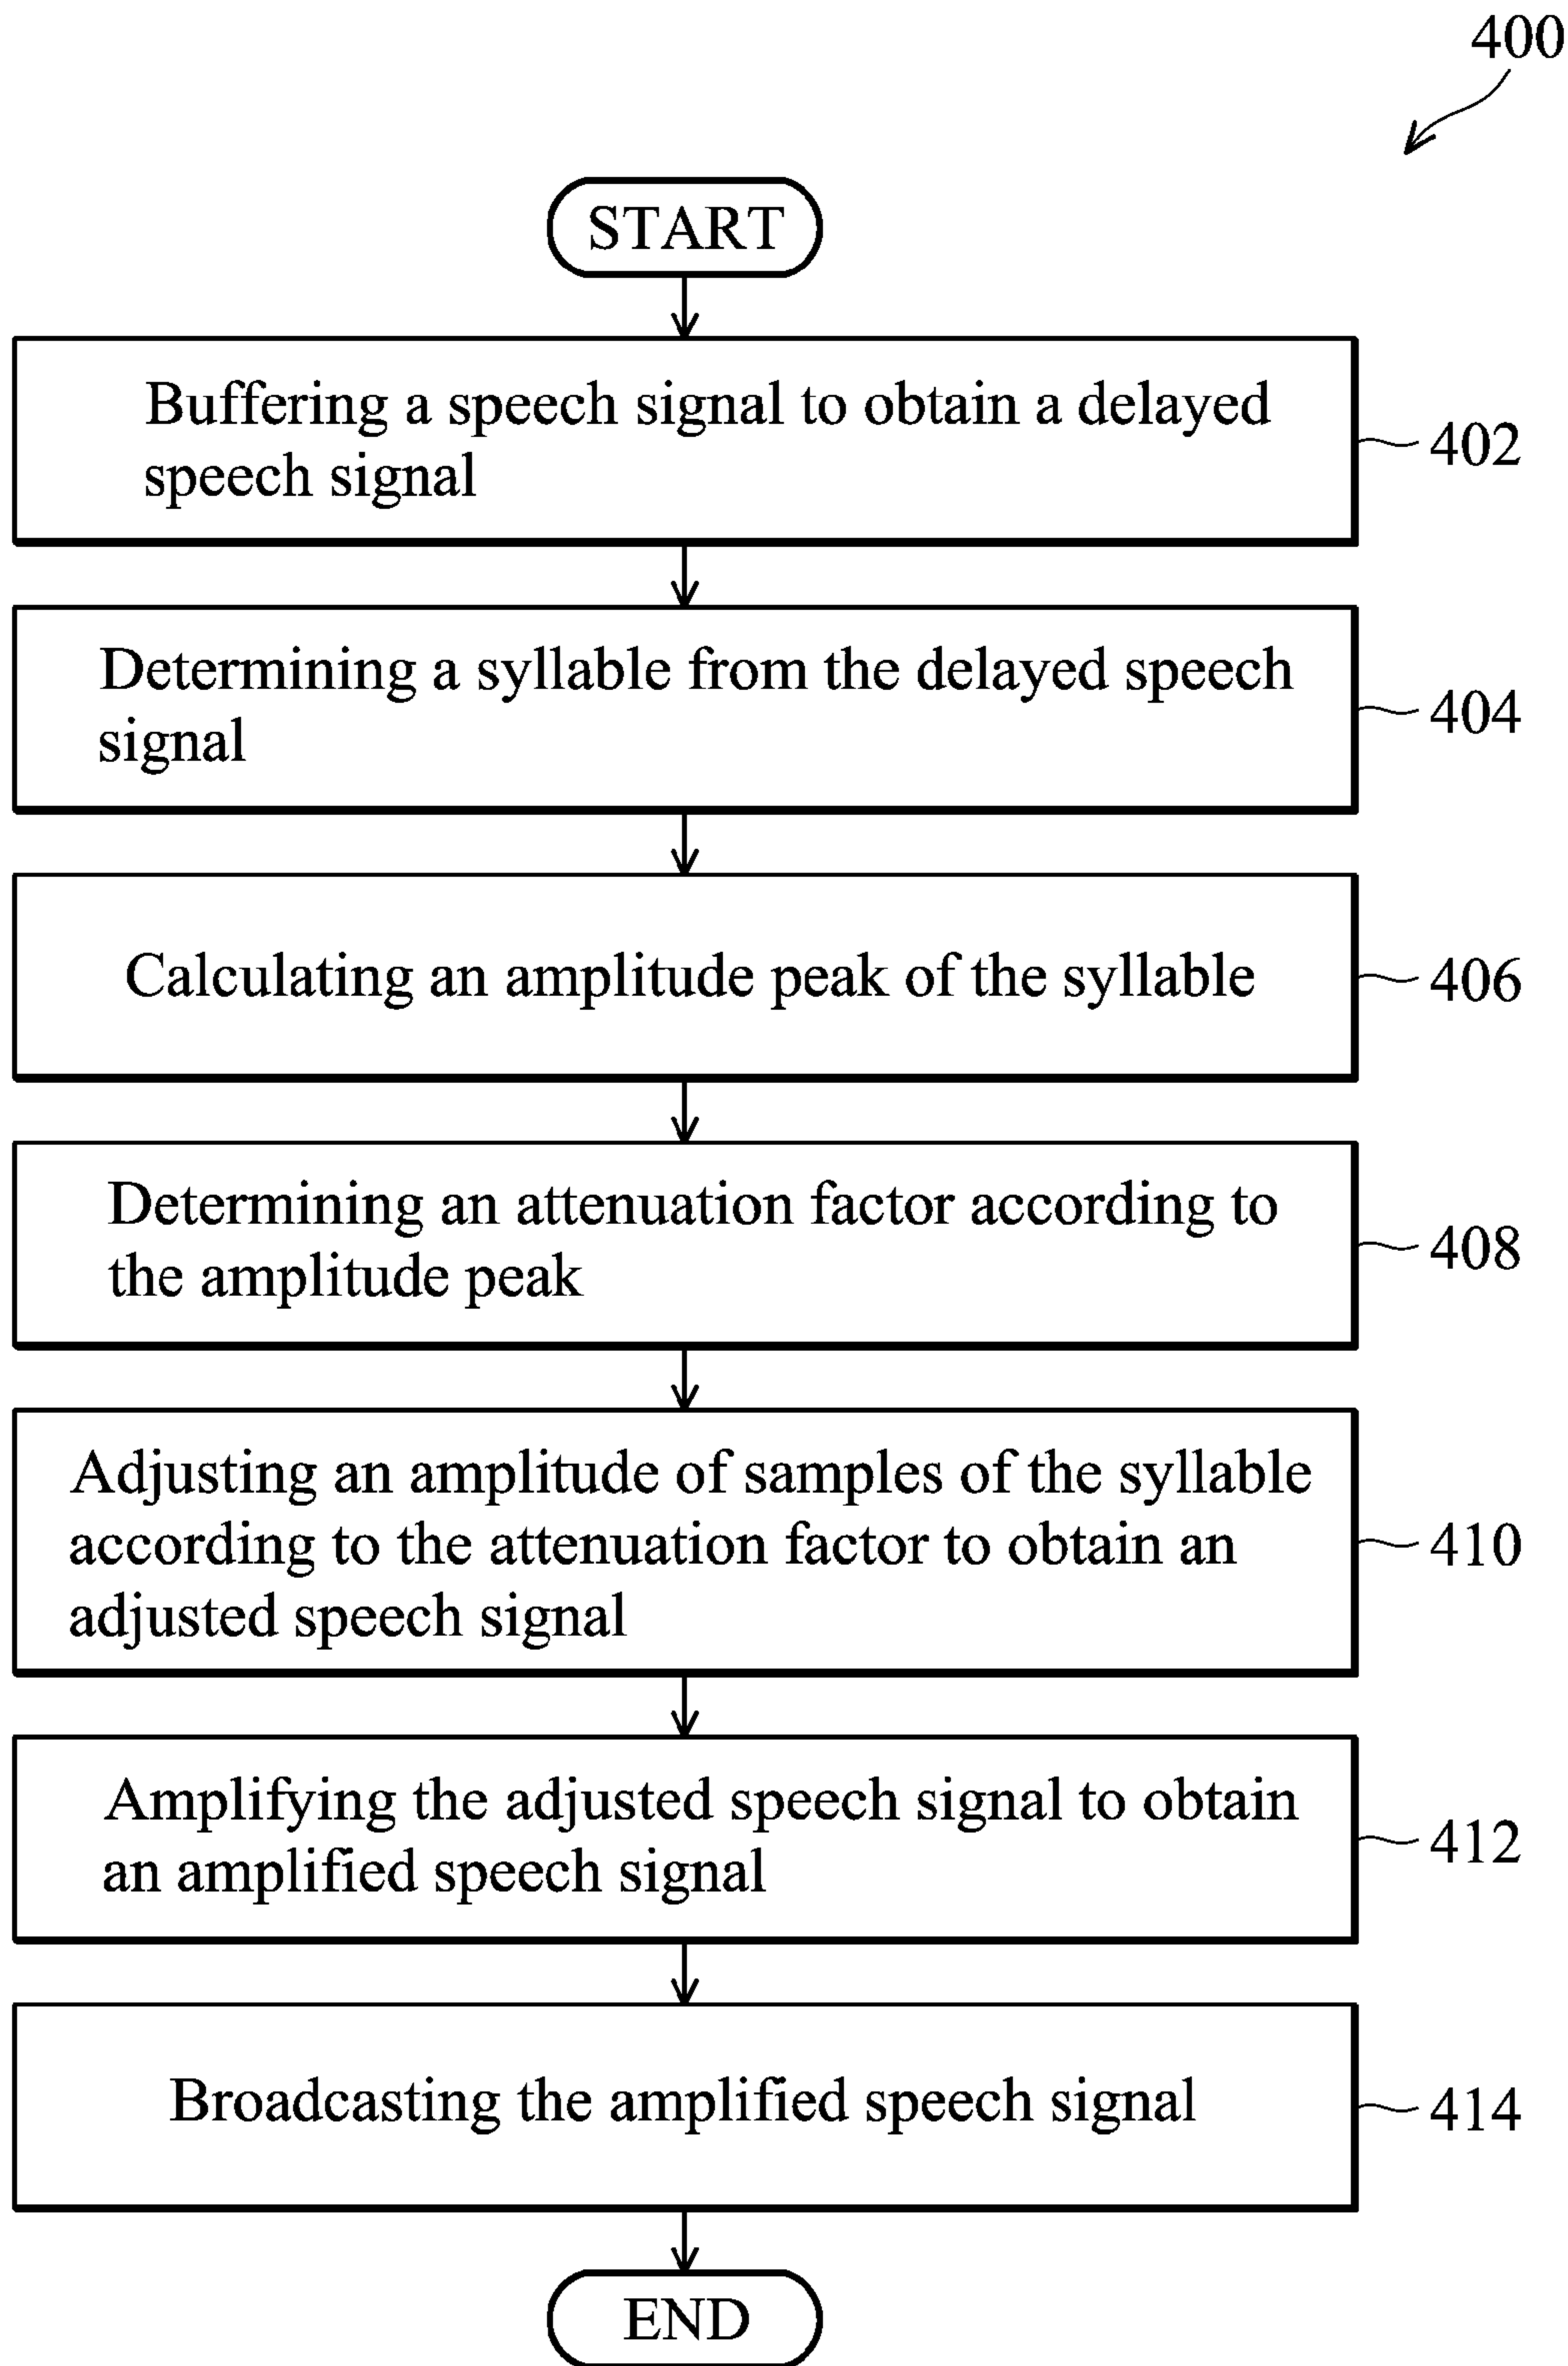 400
START
Buffering a speech signal to obtain a delayed
speech signal
402
Determining a syllable from the delayed speech
signal
404
Calculating an amplitude peak of the syllable
406
Determining an attenuation factor according to
the amplitude peak
408
Adjusting an amplitude of samples of the syllable
according to the attenuation factor to obtain an
adjusted speech signal
410
Amplifying the adjusted speech signal to obtain
an amplified speech signal
412
Broadcasting the amplified speech signal
414
END